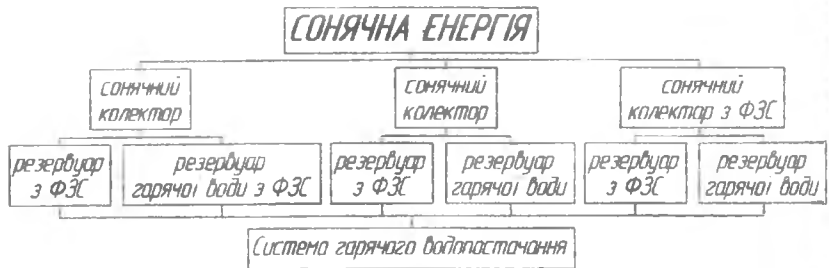 СОНЯЧНА ЕНЕРГІЯ
сонячний
колектор
сонячний
колектор
сонячний
колектор з ФЗС
резервуар
з ФЗС
резервуар
гарячої води з ФЗС
резервуар
з ФЗС
резервуар
гарячої води
резервуар
з ФЗС
резервуар
гарячої води
Система гарячого водопостачання